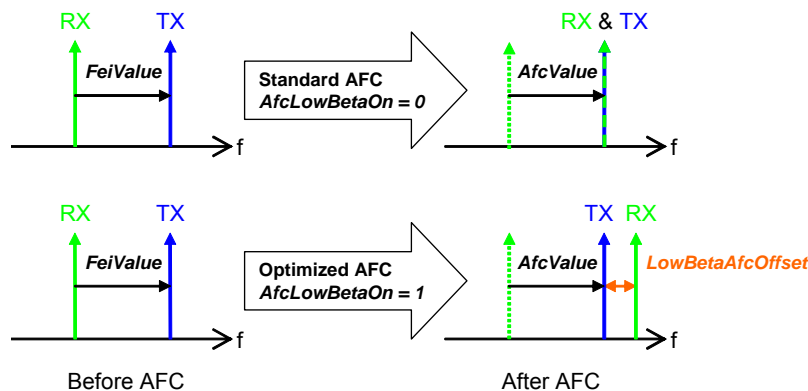 RX TX
FeiValue
f
Standard AFC
AfcLowBetaOn = 0
RX & TX
AfcValue
f
RX TX
FeiValue
f
Optimized AFC
AfcLowBetaOn = 1
TX RX
AfcValue
LowBetaAfcOffset
f
Before AFC
After AFC